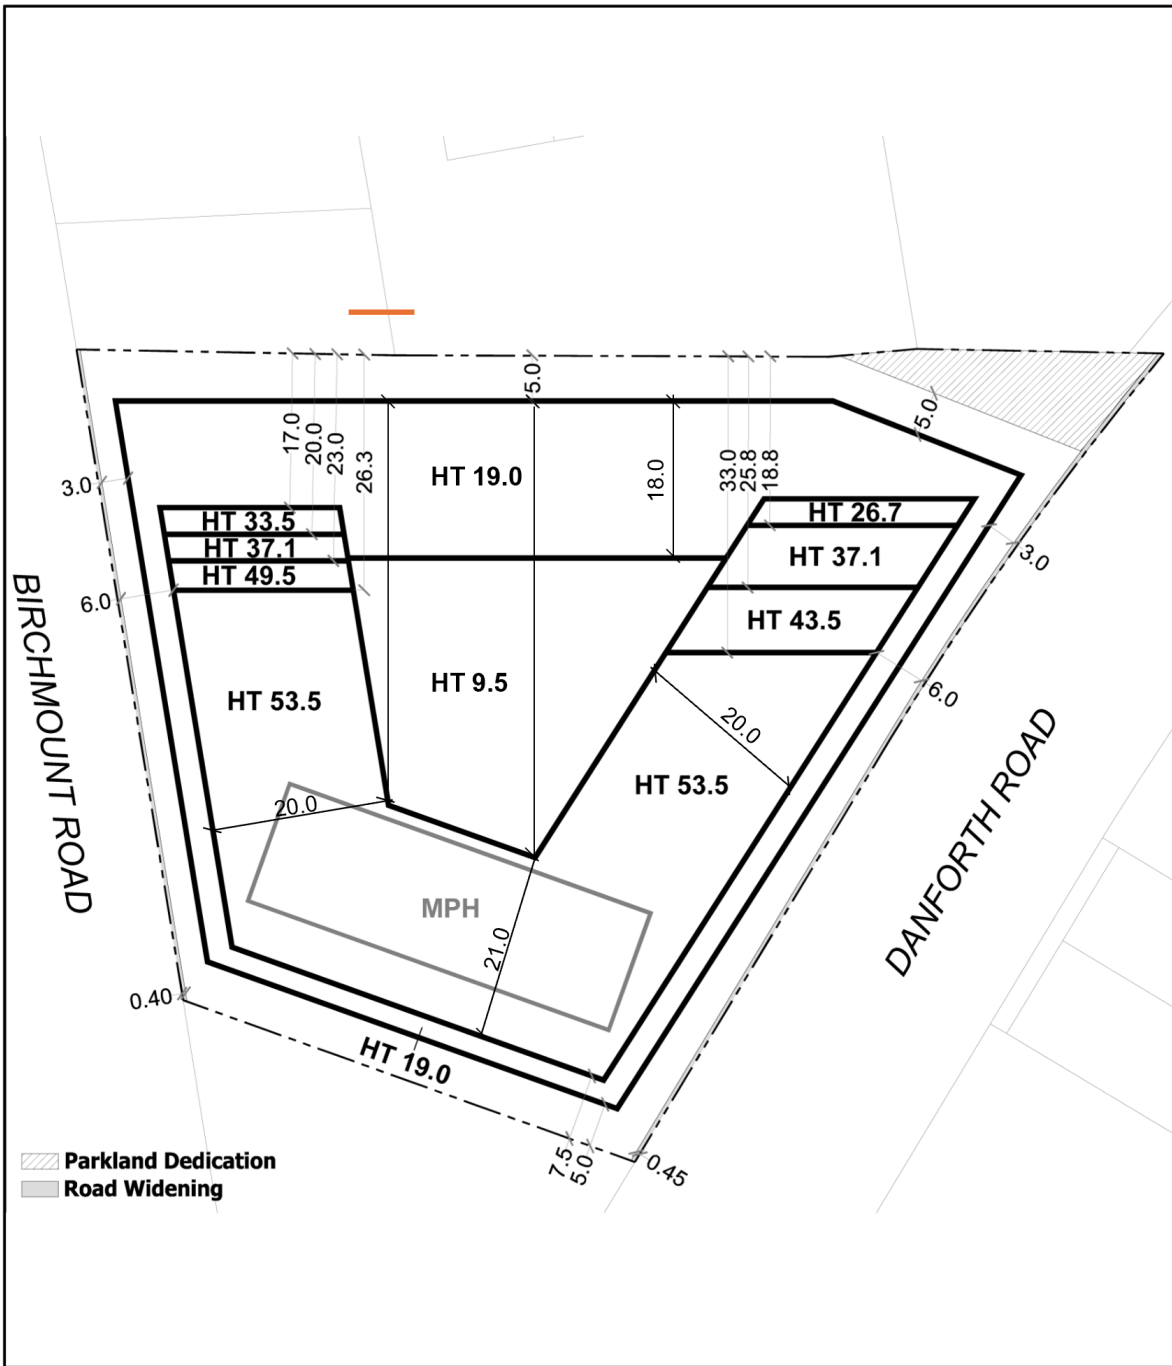 5.0
17.0
20.0
23.0
26.3
5.0
18.0
33.0
25.8
18.8
HT 19.0
3.0
HT 33.5
HT 37.1
HT 49.5
HT 26.7
HT 37.1
HT 43.5
3.0
6.0
6.0
BIRCHMOUNT ROAD
HT 53.5
HT 9.5
20.0
HT 53.5
DANFORTH ROAD
20.0
MPH
21.0
0.40
HT 19.0
7.5
5.0
0.45
Parkland Dedication
Road Widening